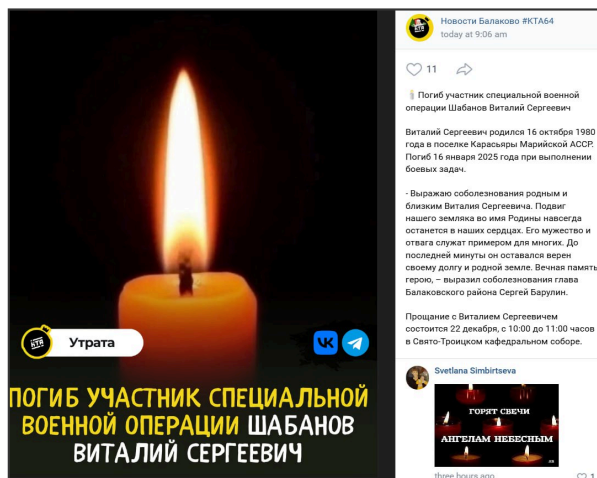 КТА
Утрата
ПОГИБ УЧАСТНИК СПЕЦИАЛЬНОЙ
ВОЕННОЙ ОПЕРАЦИИ ШАБАНОВ
ВИТАЛИЙ СЕРГЕЕВИЧ
Новости Балаково #КТА64
today at 9:06 am
11
Погиб участник специальной военной
операции Шабанов Виталий Сергеевич
Виталий Сергеевич родился 16 октября 1980
года в поселке Карасьяры Марийской АССР.
Погиб 16 января 2025 года при выполнении
боевых задач.
- Выражаю соболезнования родным и
близким Виталия Сергеевича. Подвиг
нашего земляка во имя Родины навсегда
останется в наших сердцах. Его мужество и
отвага служат примером для многих. До
последней минуты он оставался верен
своему долгу и родной земле. Вечная память
герою, – выразил соболезнования глава
Балаковского района Сергей Барулин.
Прощание с Виталием Сергеевичем
состоится 22 декабря, с 10:00 до 11:00 часов
в Свято-Троицком кафедральном соборе.
Svetlana Simbirtseva
ГОРЯТ СВЕЧИ
АНГЕЛАМ НЕБЕСНЫМ
three hours ago
1